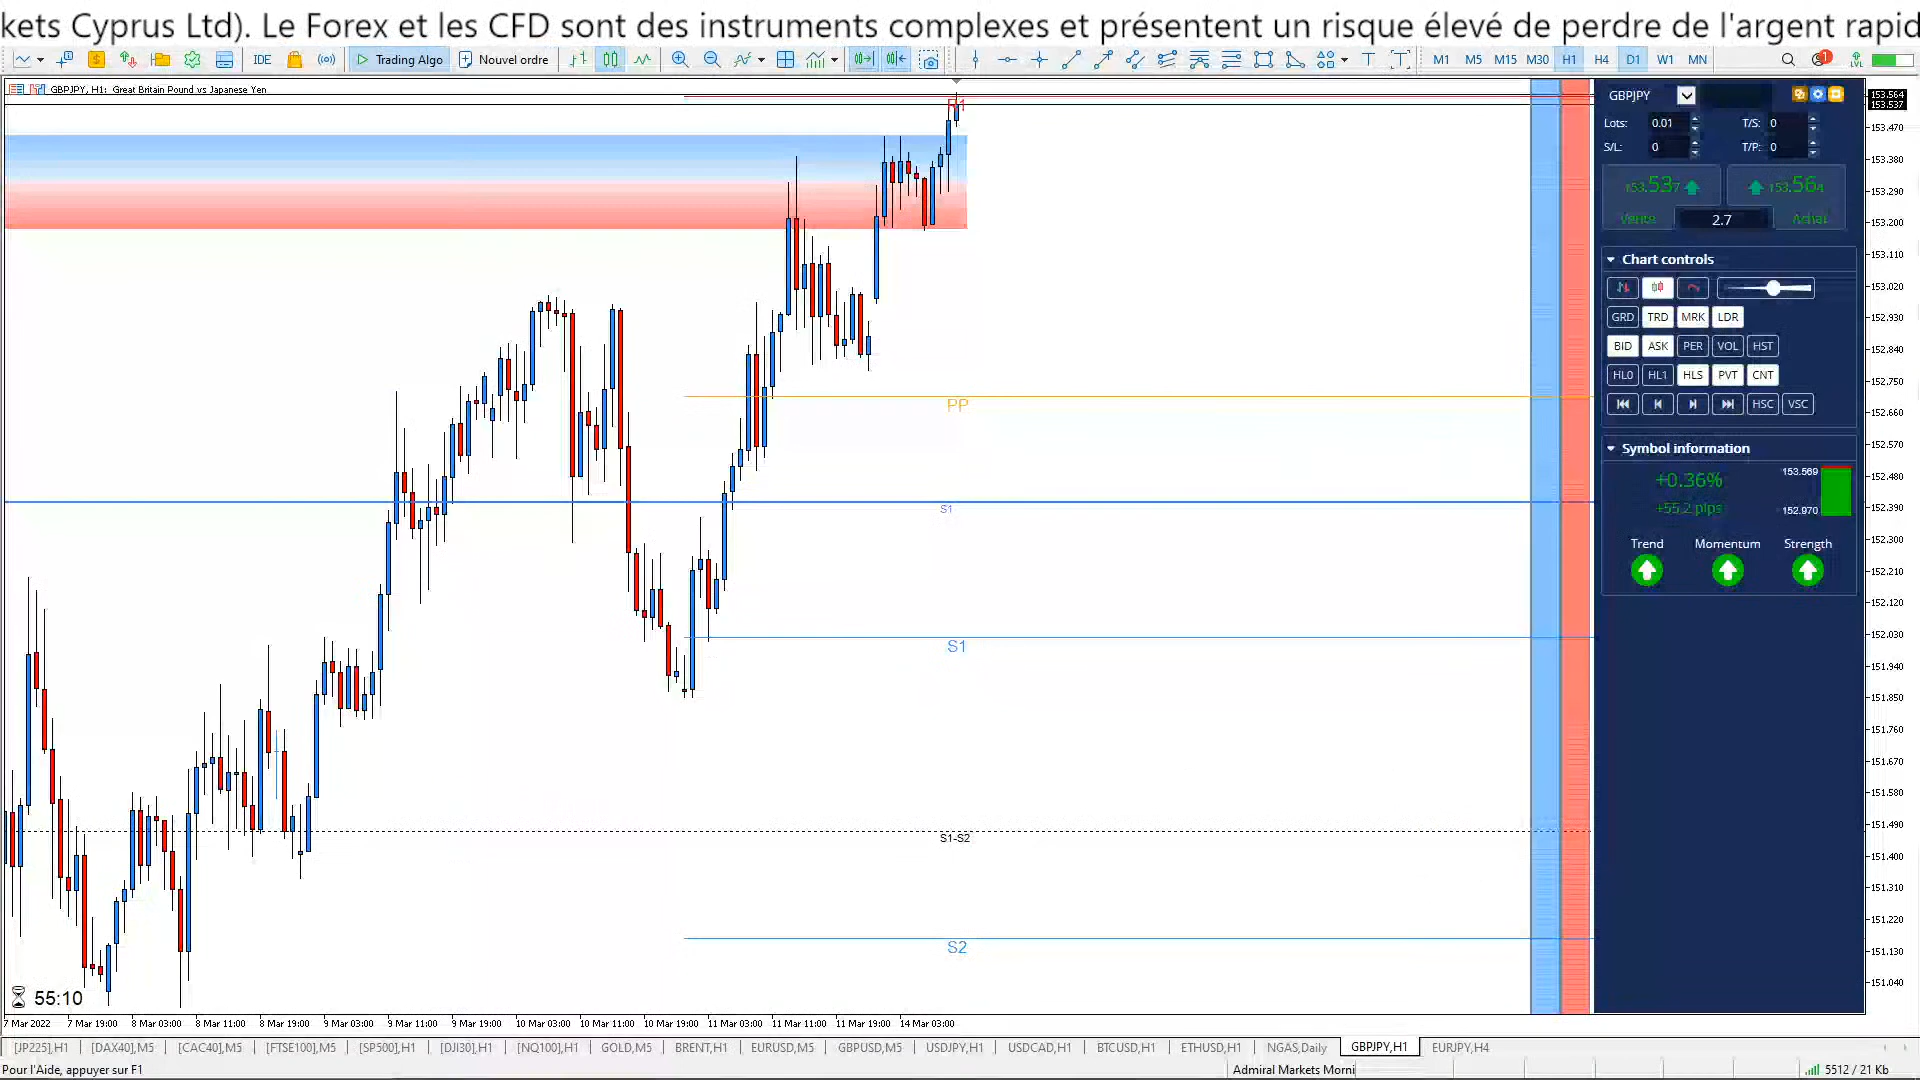 kets Cyprus Ltd). Le Forex et les CFD sont des instruments complexes et présentent un risque élevé de perdre de l'argent rapid
IDE Trading Algo Nouvel ordre M1 M5 M15 M30 H1 H4 D1 W1 MN
GBPJPY, H1: Great Britain Pound vs Japanese Yen
R1
PP
S1
S1
S1-S2
S2
55:10
7 Mar 2022 7 Mar 19:00 8 Mar 03:00 8 Mar 11:00 8 Mar 19:00 9 Mar 03:00 9 Mar 11:00 9 Mar 19:00 10 Mar 03:00 10 Mar 11:00 10 Mar 19:00 11 Mar 03:00 11 Mar 11:00 11 Mar 19:00 14 Mar 03:00
GBPJPY
Lots: 0.01 T/S: 0
S/L: 0 T/P: 0
153.537 153.564
Vente 2.7 Achat
Chart controls
GRD TRD MRK LDR
BID ASK PER VOL HST
HL0 HL1 HLS PVT CNT
HSC VSC
Symbol information
+0.36% 153.569
+55.2 pips 152.970
Trend Momentum Strength
153.564
153.537
153.470
153.380
153.290
153.200
153.110
153.020
152.930
152.840
152.750
152.660
152.570
152.480
152.390
152.300
152.210
152.120
152.030
151.940
151.850
151.760
151.670
151.580
151.490
151.400
151.310
151.220
151.130
151.040
[JP225],H1 [DAX40],M5 [CAC40],M5 [FTSE100],M5 [SP500],H1 [DJI30],H1 [NQ100],H1 GOLD,M5 BRENT,H1 EURUSD,M5 GBPUSD,M5 USDJPY,H1 USDCAD,H1 BTCUSD,H1 ETHUSD,H1 NGAS,Daily GBPJPY,H1 EURJPY,H4
Pour l'Aide, appuyer sur F1 Admiral Markets Morni 5512 / 21 Kb